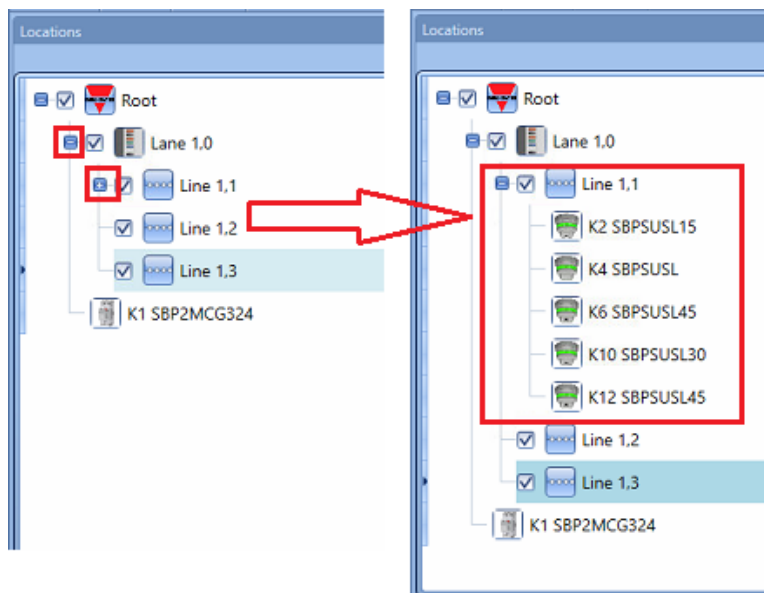 Locations
Root
Lane 1,0
Line 1,1
Line 1,2
Line 1,3
K1 SBP2MCG324
Locations
Root
Lane 1,0
Line 1,1
K2 SBPSUSL15
K4 SBPSUSL
K6 SBPSUSL45
K10 SBPSUSL30
K12 SBPSUSL45
Line 1,2
Line 1,3
K1 SBP2MCG324